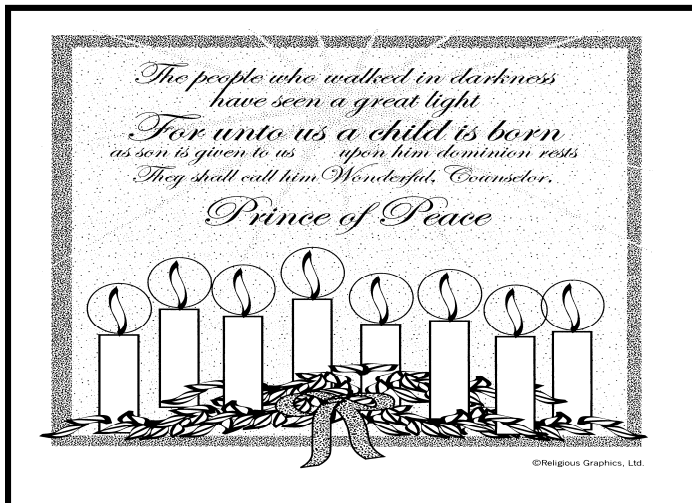 The people who walked in darkness
have seen a great light
For unto us a child is born
as son is given to us upon him dominion rests
They shall call him Wonderful, Counselor,
Prince of Peace
©Religious Graphics, Ltd.